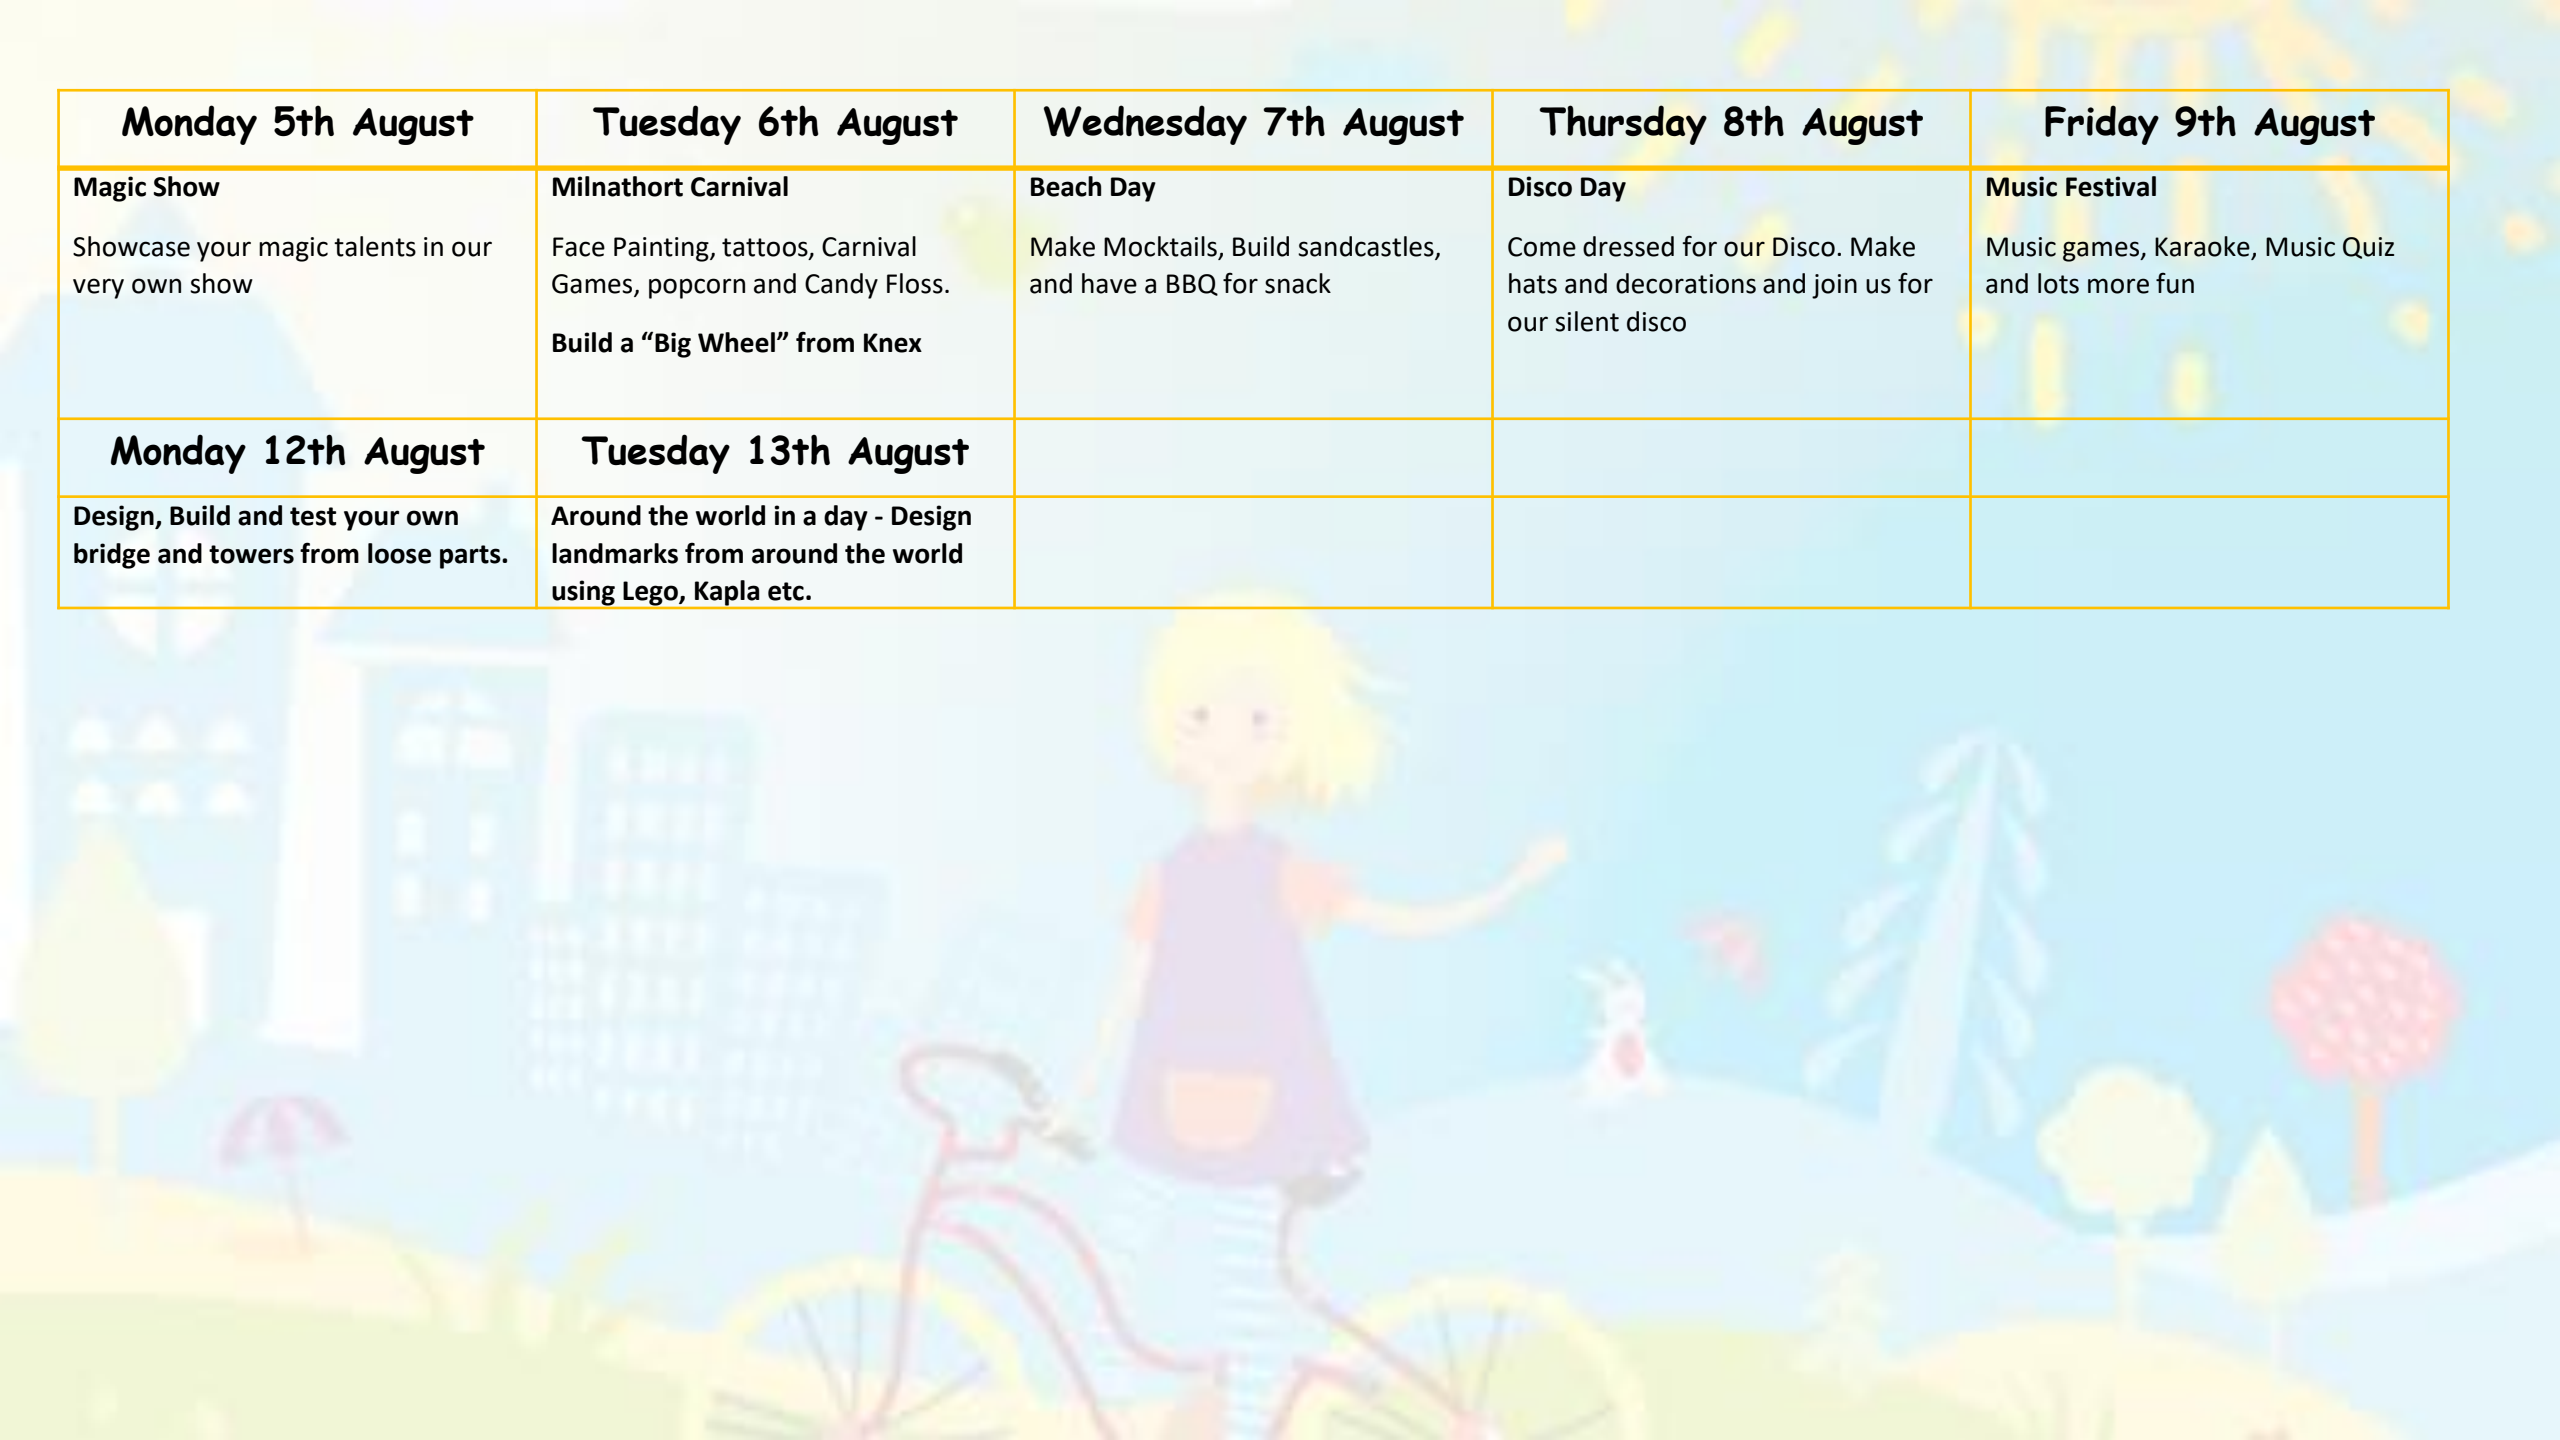 Monday 5th August
Tuesday 6th August
Wednesday 7th August
Thursday 8th August
Friday 9th August
Magic Show
Showcase your magic talents in our
very own show
Milnathort Carnival
Face Painting, tattoos, Carnival
Games, popcorn and Candy Floss.
Build a “Big Wheel” from Knex
Beach Day
Make Mocktails, Build sandcastles,
and have a BBQ for snack
Disco Day
Come dressed for our Disco. Make
hats and decorations and join us for
our silent disco
Music Festival
Music games, Karaoke, Music Quiz
and lots more fun
Monday 12th August
Tuesday 13th August
Design, Build and test your own
bridge and towers from loose parts.
Around the world in a day - Design
landmarks from around the world
using Lego, Kapla etc.